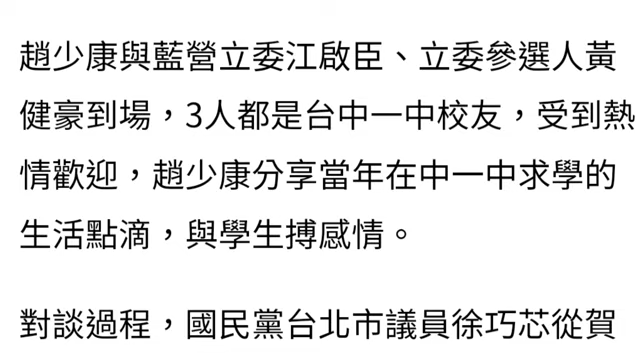 趙少康與藍營立委江啟臣、立委參選人黃
健豪到場，3人都是台中一中校友，受到熱
情歡迎，趙少康分享當年在中一中求學的
生活點滴，與學生搏感情。
對談過程，國民黨台北市議員徐巧芯從賀